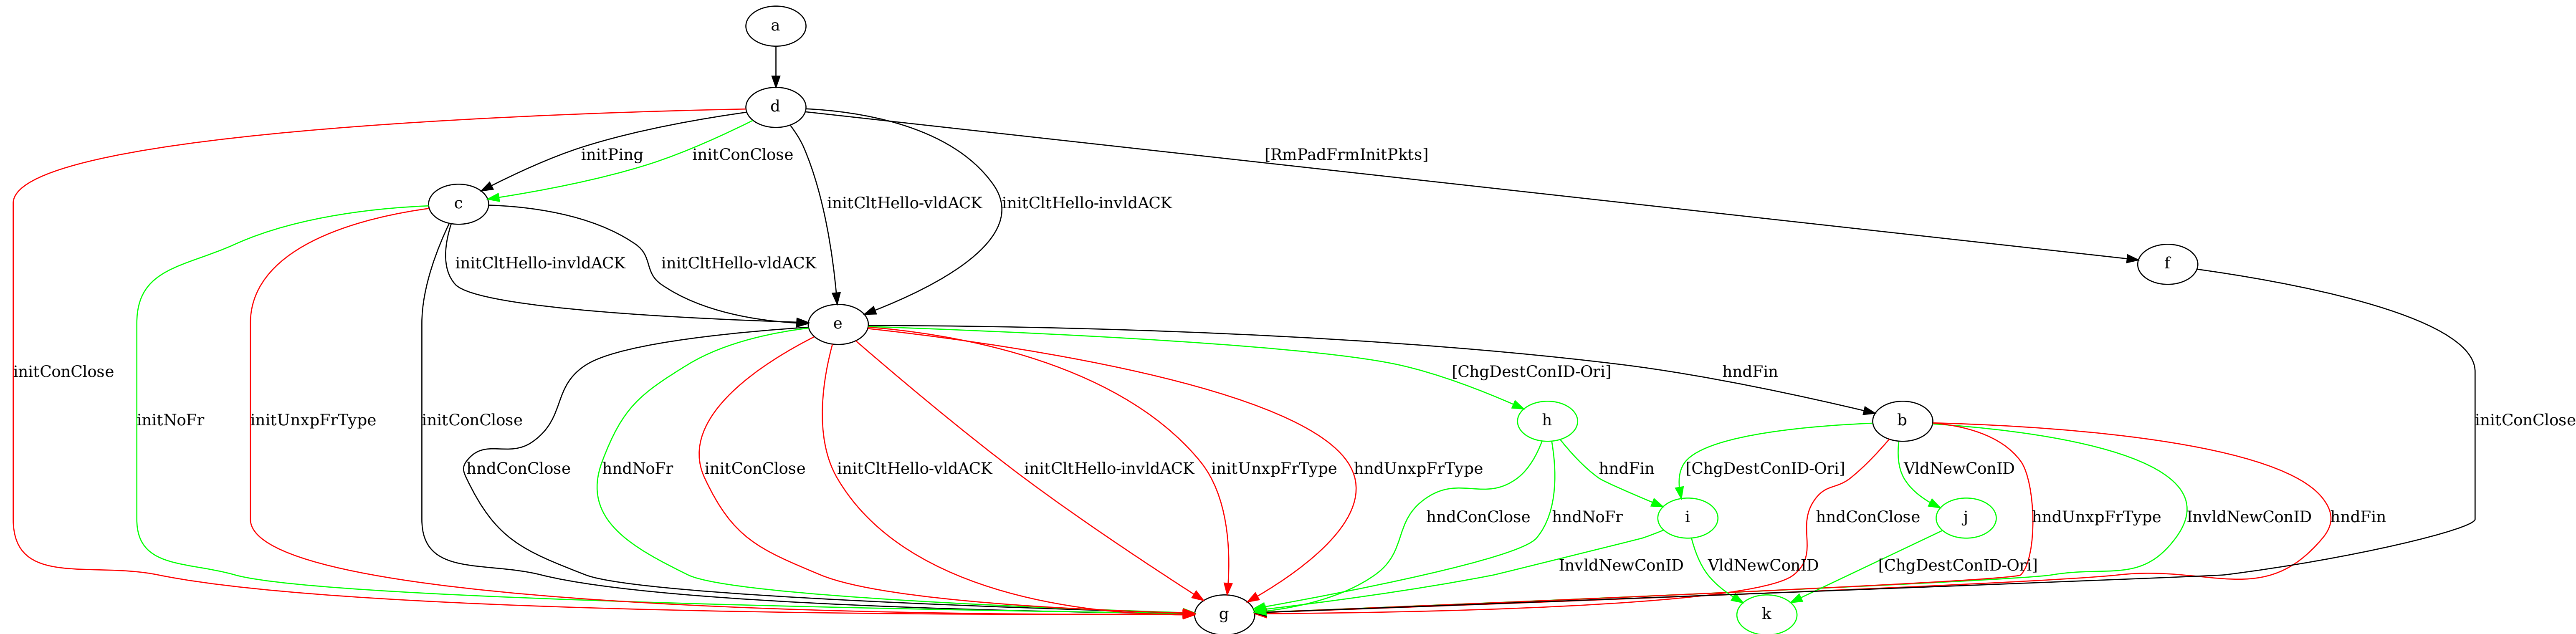 a
d
initPing
initConClose
[RmPadFrmInitPkts]
c
initCltHello-vldACK
initCltHello-invldACK
initCltHello-invldACK
initCltHello-vldACK
f
e
initConClose
[ChgDestConID-Ori]
hndFin
initNoFr
initUnxpFrType
initConClose
h
b
initConClose
hndConClose
hndNoFr
initConClose
initCltHello-vldACK
initCltHello-invldACK
initUnxpFrType
hndUnxpFrType
hndFin
[ChgDestConID-Ori]
VldNewConID
hndConClose
hndNoFr
i
hndConClose
j
hndUnxpFrType
InvldNewConID
hndFin
InvldNewConID
VldNewConID
[ChgDestConID-Ori]
g
k